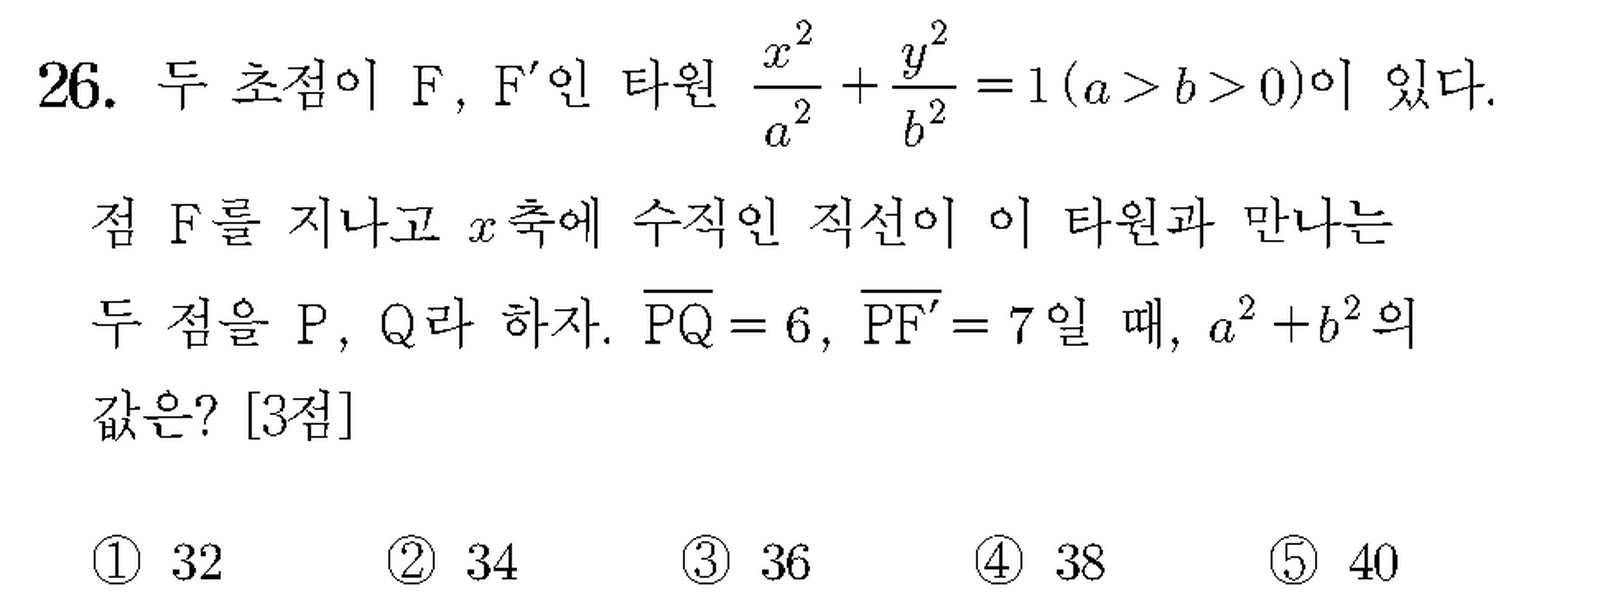 26. 두 초점이 F, F′인 타원 x²/a² + y²/b² = 1 (a > b > 0)이 있다.
점 F를 지나고 x축에 수직인 직선이 이 타원과 만나는
두 점을 P, Q라 하자. P̅Q̅ = 6, P̅F̅′̅ = 7일 때, a² + b²의
값은? [3점]
① 32 ② 34 ③ 36 ④ 38 ⑤ 40